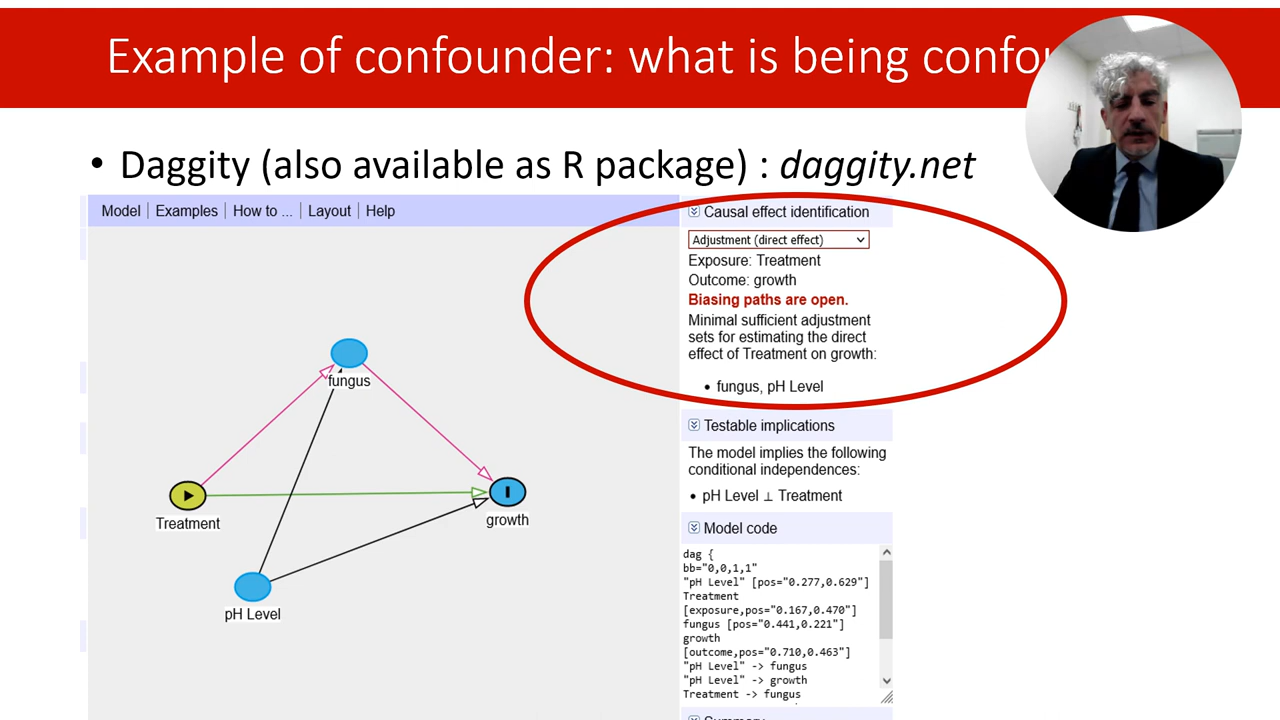 Example of confounder: what is being confou
• Daggity (also available as R package) : daggity.net
Model | Examples | How to ... | Layout | Help
fungus
Treatment
growth
pH Level
Causal effect identification
Adjustment (direct effect)
Exposure: Treatment
Outcome: growth
Biasing paths are open.
Minimal sufficient adjustment
sets for estimating the direct
effect of Treatment on growth:
• fungus, pH Level
Testable implications
The model implies the following
conditional independences:
• pH Level ⊥ Treatment
Model code
dag {
bb="0,0,1,1"
"pH Level" [pos="0.277,0.629"]
Treatment
[exposure,pos="0.167,0.470"]
fungus [pos="0.441,0.221"]
growth
[outcome,pos="0.710,0.463"]
"pH Level" -> fungus
"pH Level" -> growth
Treatment -> fungus